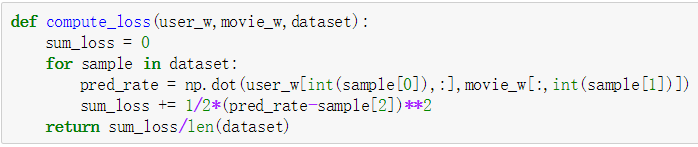 def compute_loss(user_w,movie_w,dataset):
    sum_loss = 0
    for sample in dataset:
        pred_rate = np.dot(user_w[int(sample[0]),:],movie_w[:,int(sample[1])])
        sum_loss += 1/2*(pred_rate-sample[2])**2
    return sum_loss/len(dataset)